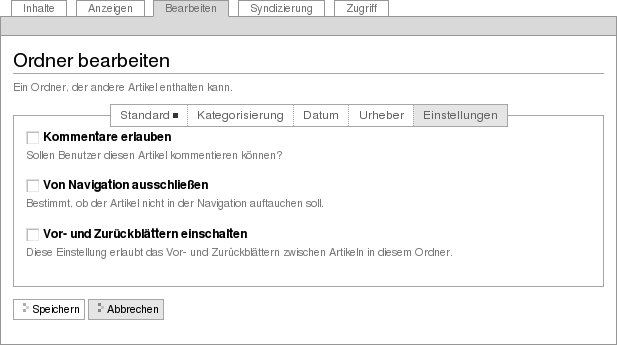 Inhalte Anzeigen Bearbeiten Syndizierung Zugriff
Ordner bearbeiten
Ein Ordner, der andere Artikel enthalten kann.
Standard Kategorisierung Datum Urheber Einstellungen
Kommentare erlauben
Sollen Benutzer diesen Artikel kommentieren können?
Von Navigation ausschließen
Bestimmt, ob der Artikel nicht in der Navigation auftauchen soll.
Vor- und Zurückblättern einschalten
Diese Einstellung erlaubt das Vor- und Zurückblättern zwischen Artikeln in diesem Ordner.
Speichern Abbrechen